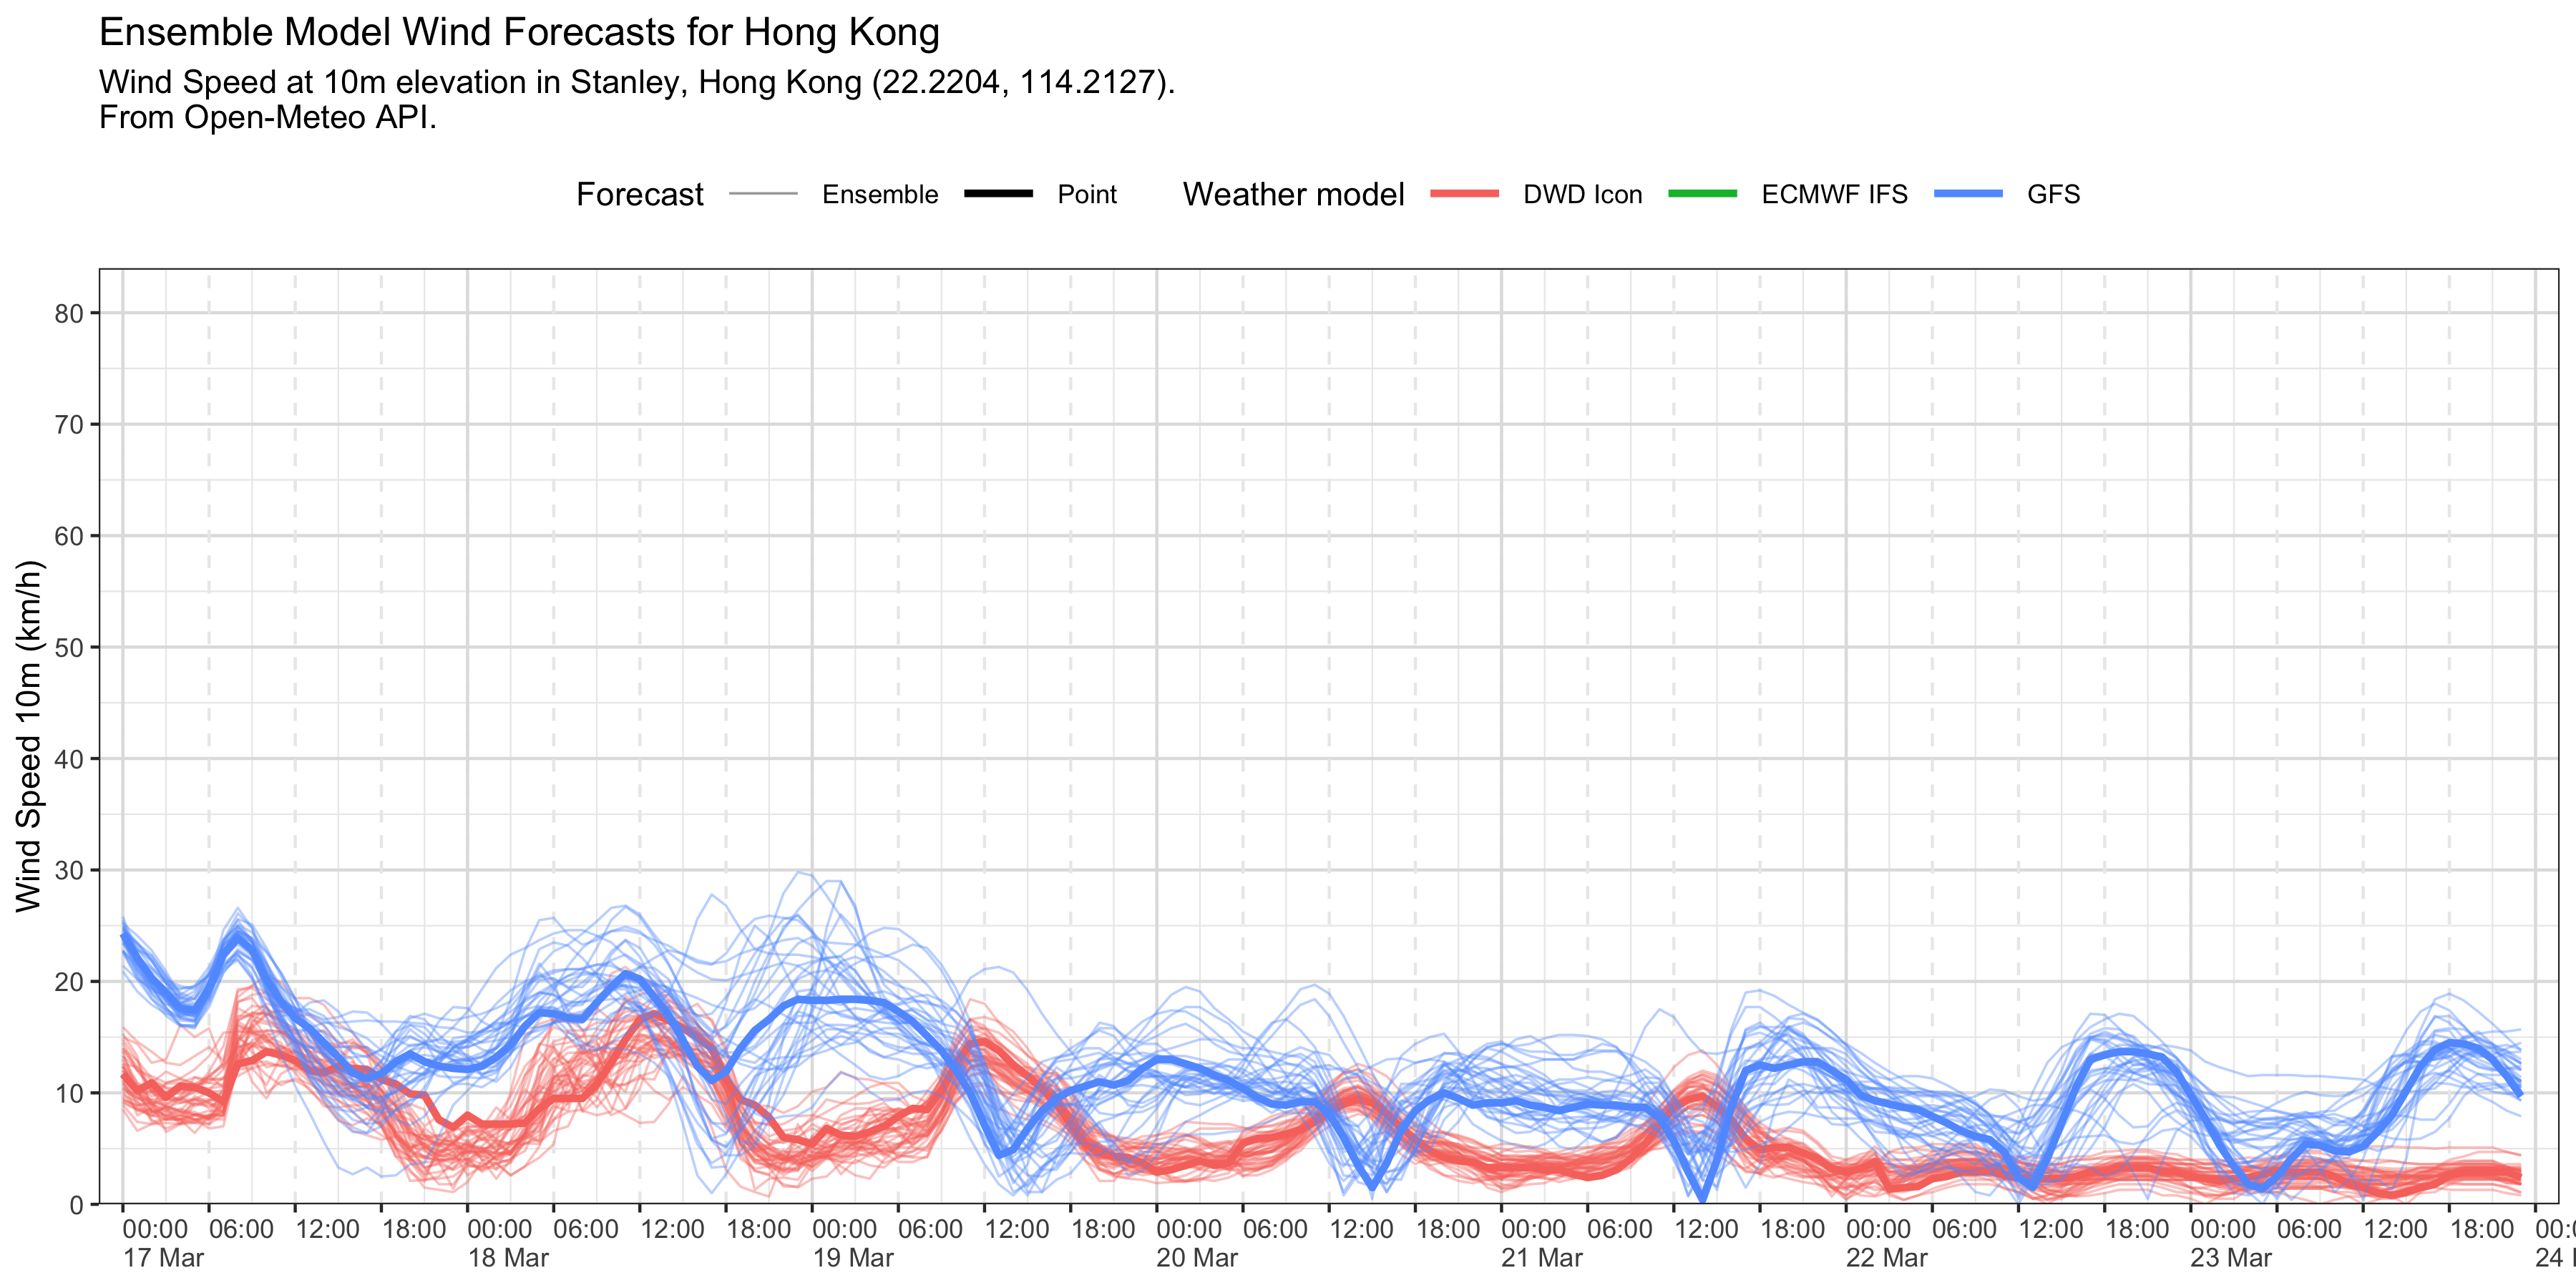 Ensemble Model Wind Forecasts for Hong Kong
Wind Speed at 10m elevation in Stanley, Hong Kong (22.2204, 114.2127).
From Open-Meteo API.
Forecast Ensemble Point Weather model DWD Icon ECMWF IFS GFS
Wind Speed 10m (km/h)
80
70
60
50
40
30
20
10
0
00:00 06:00 12:00 18:00 00:00 06:00 12:00 18:00 00:00 06:00 12:00 18:00 00:00 06:00 12:00 18:00 00:00 06:00 12:00 18:00 00:00 06:00 12:00 18:00 00:00 06:00 12:00 18:00 00:
17 Mar 18 Mar 19 Mar 20 Mar 21 Mar 22 Mar 23 Mar 24